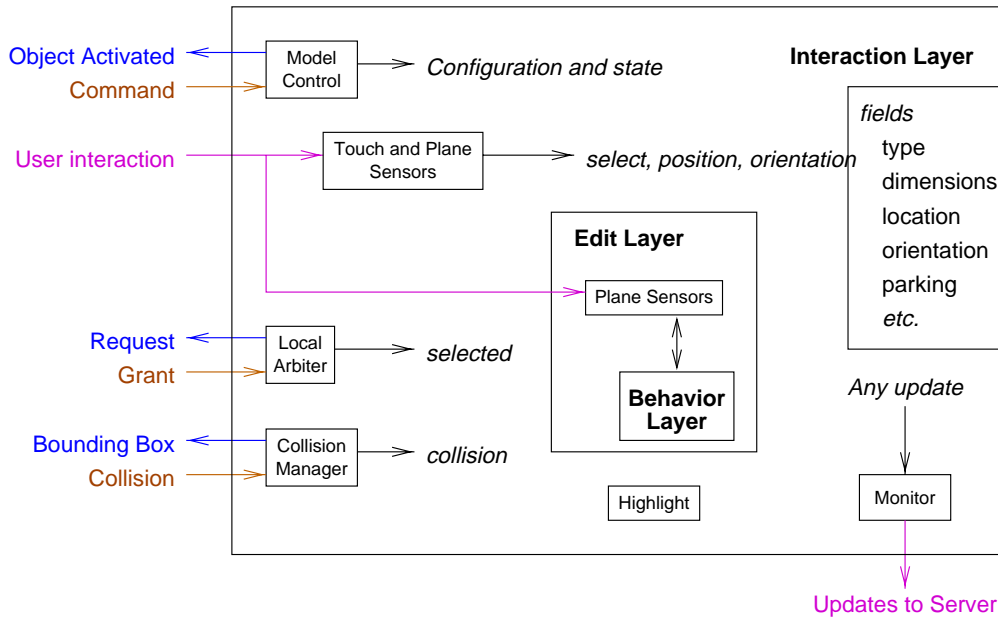 Object Activated
Command
Model
Control
Configuration and state
Interaction Layer
User interaction
Touch and Plane
Sensors
select, position, orientation
fields
type
dimensions
location
orientation
parking
etc.
Edit Layer
Plane Sensors
Behavior
Layer
Request
Grant
Local
Arbiter
selected
Bounding Box
Collision
Collision
Manager
collision
Highlight
Any update
Monitor
Updates to Server